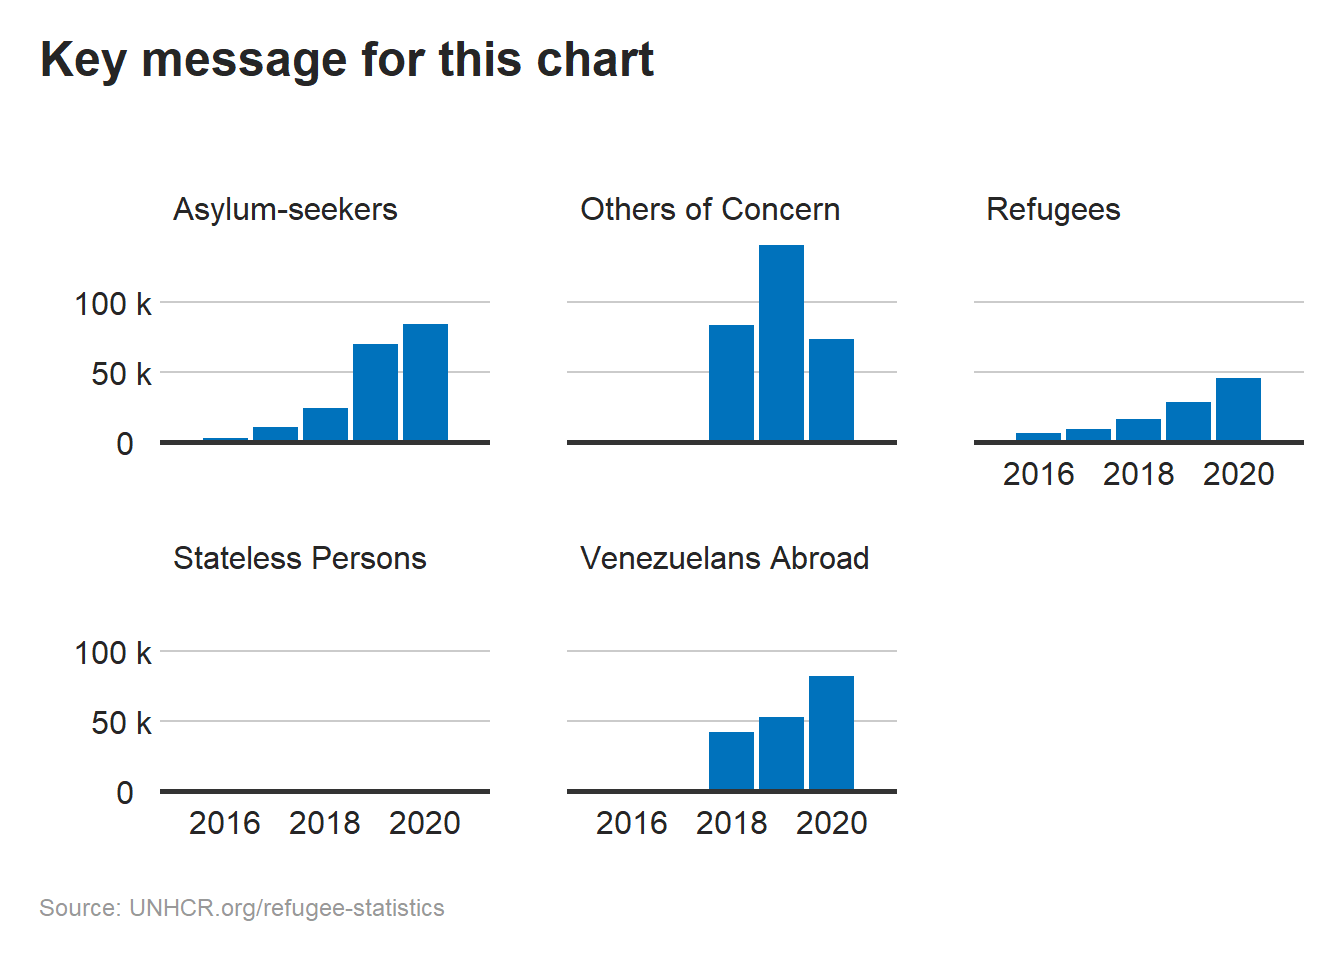 Key message for this chart
Asylum-seekers
Others of Concern
Refugees
100 k
50 k
0
2016 2018 2020
Stateless Persons
Venezuelans Abroad
100 k
50 k
0
2016 2018 2020
2016 2018 2020
Source: UNHCR.org/refugee-statistics